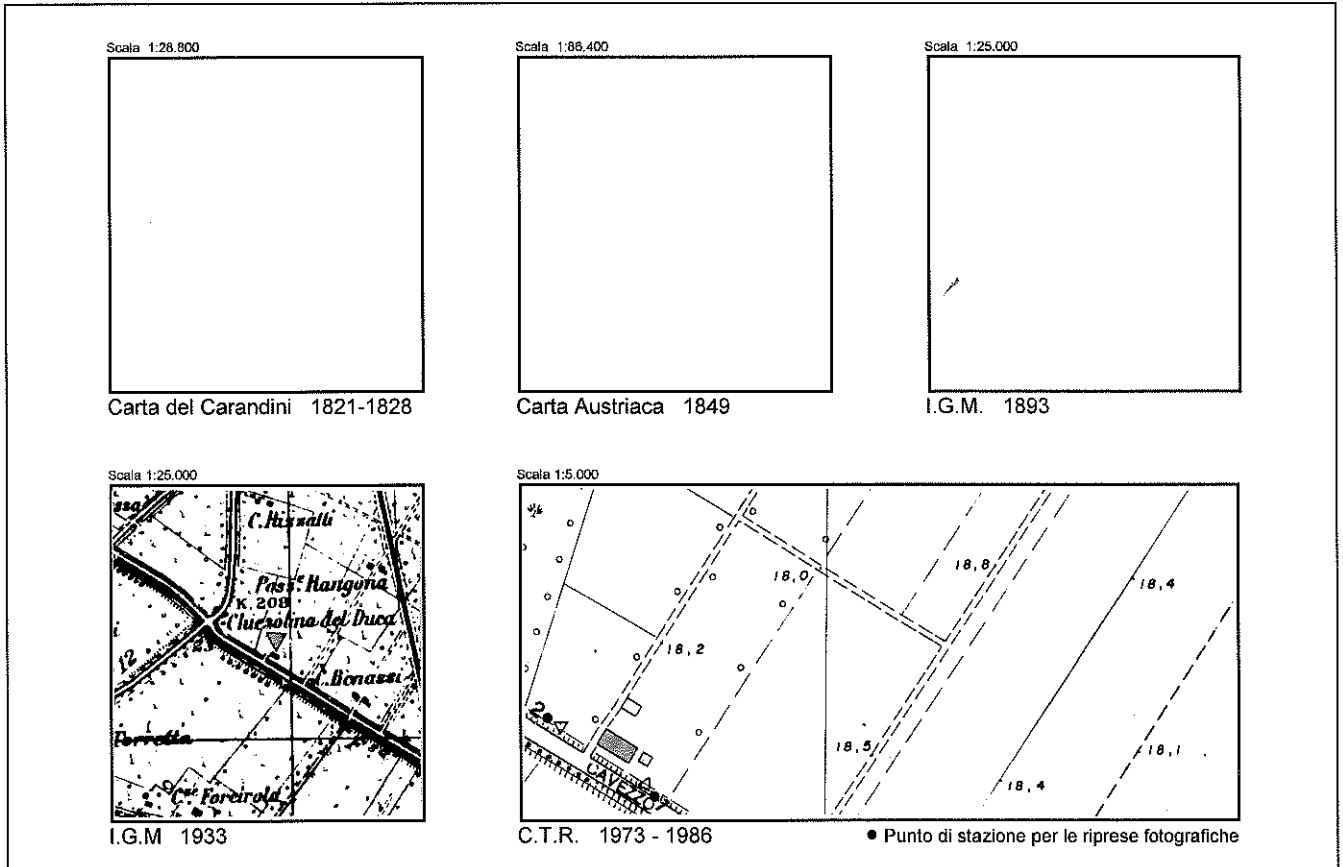 Scala 1:28.800
Scala 1:86.400
Scala 1:25.000
Carta del Carandini 1821-1828
Carta Austriaca 1849
I.G.M. 1893
Scala 1:25.000
Scala 1:5.000
K. 208
Chiesolina del Duca
12
23
C. Bonazzi
Forcirola
18,0
18,8
18,4
18,2
2
18,5
18,1
18,4
CAVEZZO
I.G.M 1933
C.T.R. 1973 - 1986
● Punto di stazione per le riprese fotografiche